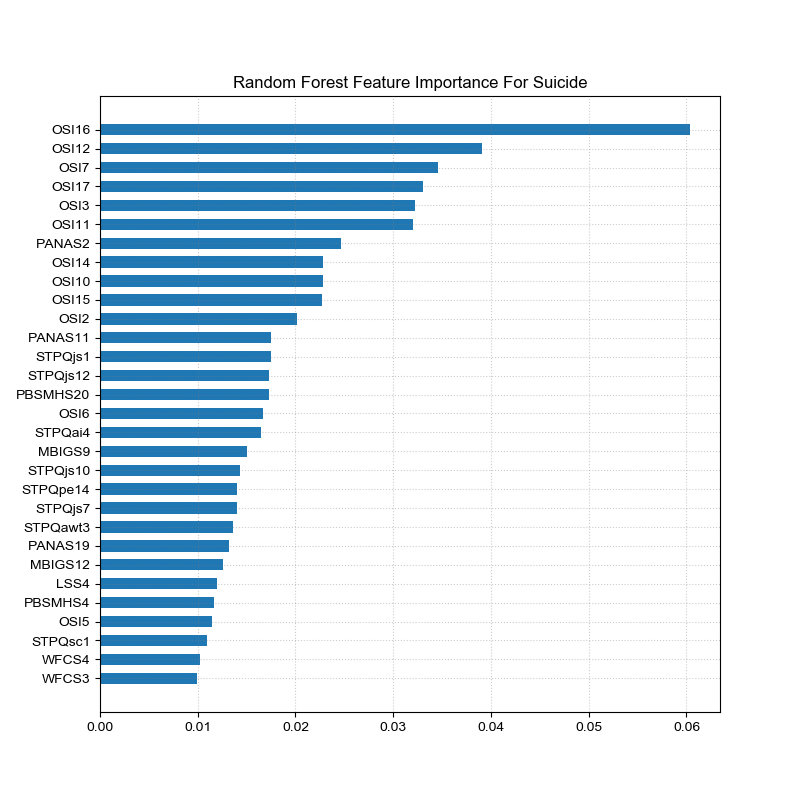 Random Forest Feature Importance For Suicide
OSI16
OSI12
OSI7
OSI17
OSI3
OSI11
PANAS2
OSI14
OSI10
OSI15
OSI2
PANAS11
STPQjs1
STPQjs12
PBSMHS20
OSI6
STPQai4
MBIGS9
STPQjs10
STPQpe14
STPQjs7
STPQawt3
PANAS19
MBIGS12
LSS4
PBSMHS4
OSI5
STPQsc1
WFCS4
WFCS3
0.00 0.01 0.02 0.03 0.04 0.05 0.06